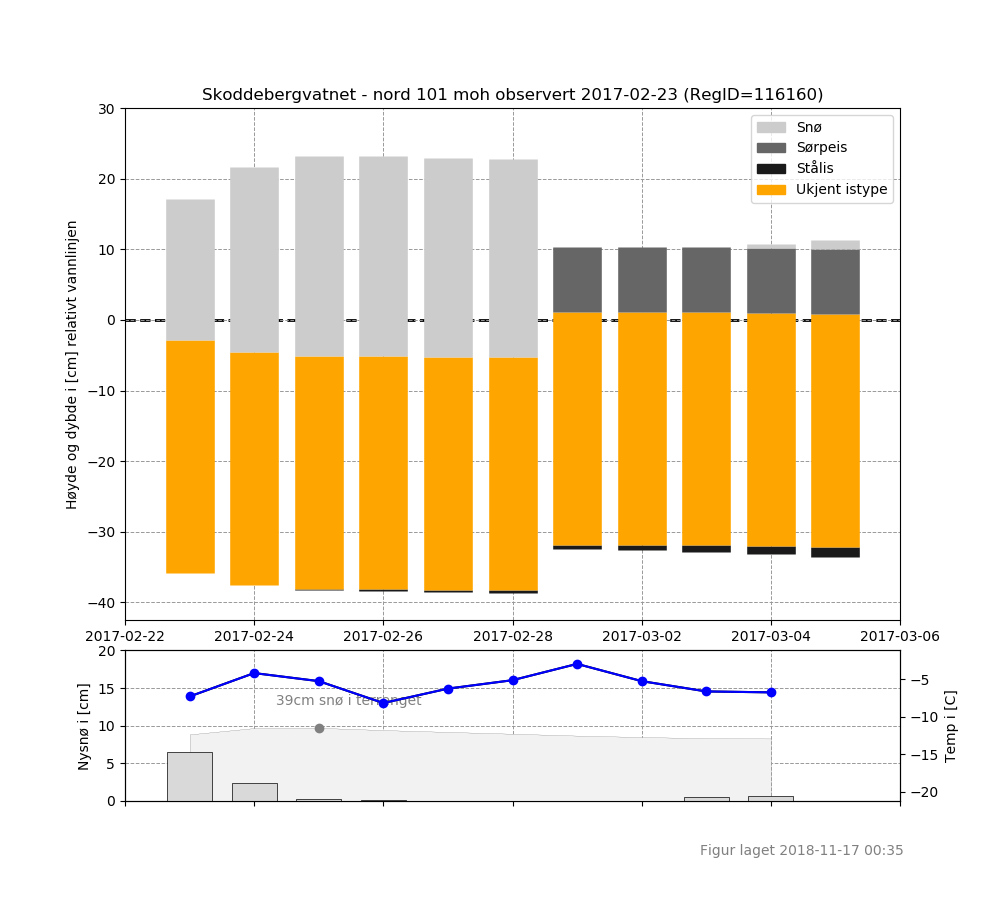 Skoddebergvatnet - nord 101 moh observert 2017-02-23 (RegID=116160)
Høyde og dybde i [cm] relativt vannlinjen
30
20
10
0
−10
−20
−30
−40
Snø
Sørpeis
Stålis
Ukjent istype
2017-02-22
2017-02-24
2017-02-26
2017-02-28
2017-03-02
2017-03-04
2017-03-06
Nysnø i [cm]
20
15
10
5
0
39cm snø i terrenget
−5
−10
−15
−20
Temp i [C]
Figur laget 2018-11-17 00:35